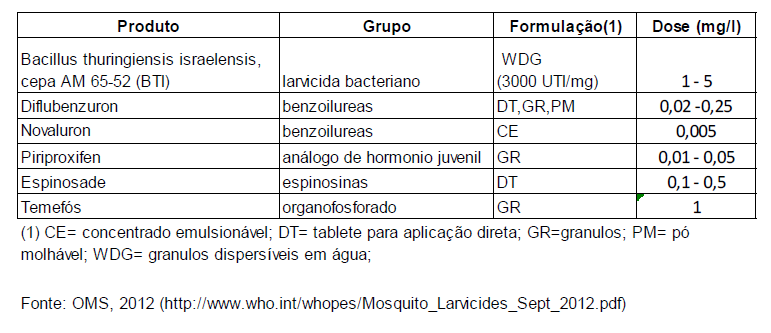 Produto Grupo Formulação(1) Dose (mg/l)
Bacillus thuringiensis israelensis,
cepa AM 65-52 (BTI) larvicida bacteriano WDG
(3000 UTI/mg) 1 - 5
Diflubenzuron benzoilureas DT,GR,PM 0,02 -0,25
Novaluron benzoilureas CE 0,005
Piriproxifen análogo de hormonio juvenil GR 0,01 - 0,05
Espinosade espinosinas DT 0,1 - 0,5
Temefós organofosforado GR 1
(1) CE= concentrado emulsionável; DT= tablete para aplicação direta; GR=granulos; PM= pó
molhável; WDG= granulos dispersíveis em água;
Fonte: OMS, 2012 (http://www.who.int/whopes/Mosquito_Larvicides_Sept_2012.pdf)